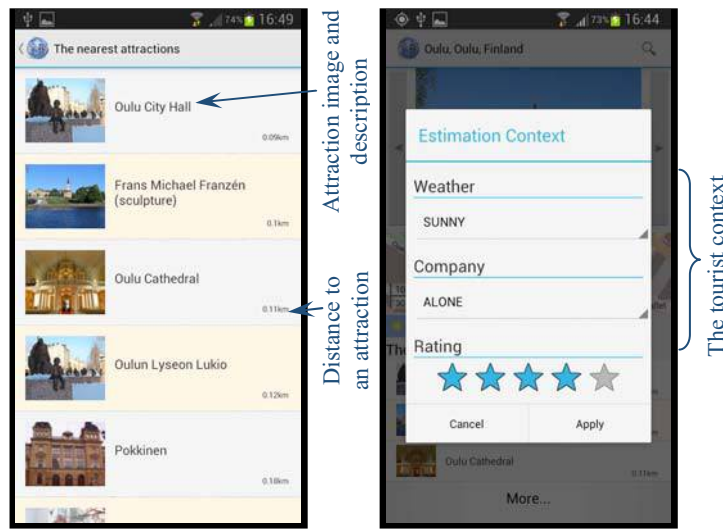 74% 16:49
The nearest attractions
Oulu City Hall
0.09km
Frans Michael Franzén
(sculpture)
0.1km
Oulu Cathedral
0.11km
Oulun Lyseon Lukio
0.12km
Pokkinen
0.18km
Attraction image and
description
Distance to
an attraction
73% 16:44
Oulu, Oulu, Finland
Estimation Context
Weather
SUNNY
Company
ALONE
Rating
Cancel Apply
Oulu Cathedral
0.11km
More...
The tourist context